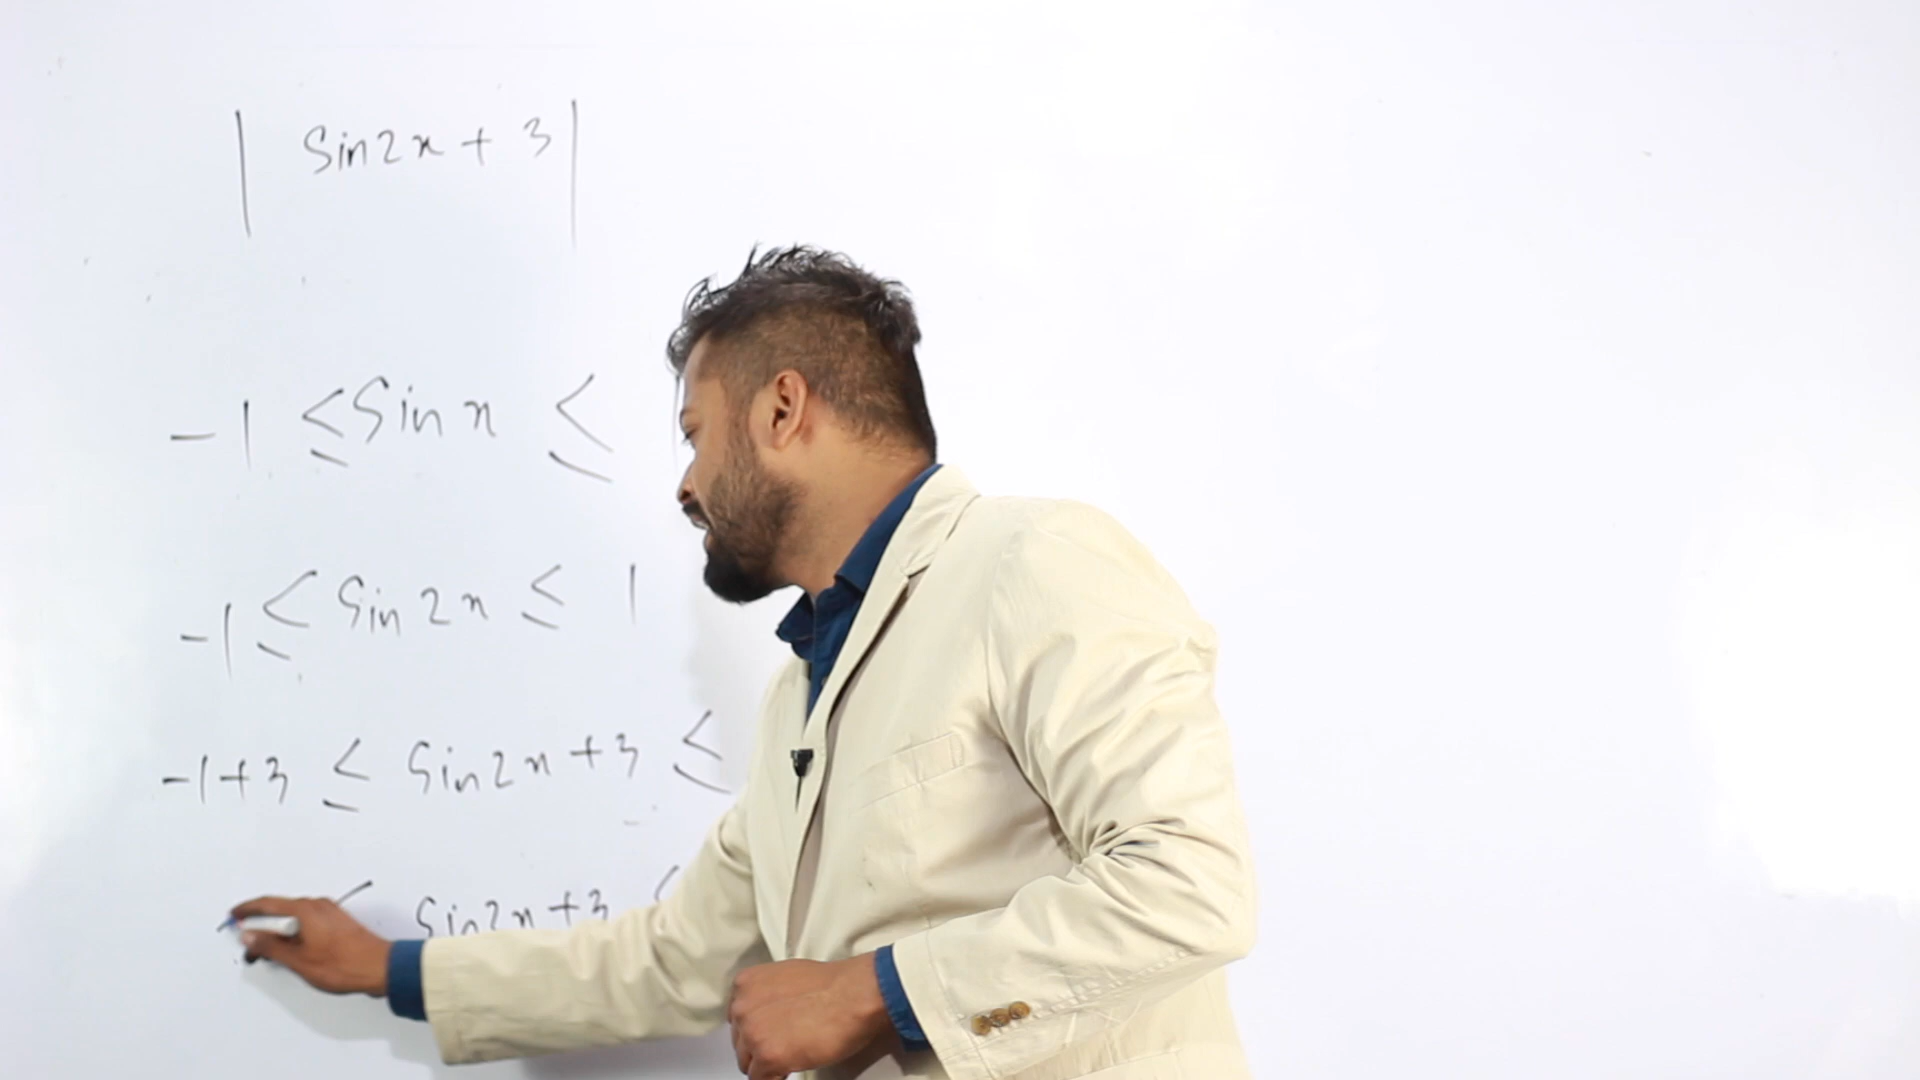 | Sin2x + 3 |
-1 ≤ Sin x ≤
-1 ≤ Sin 2x ≤ 1
-1+3 ≤ Sin2x+3 ≤
≤ Sin2x+3 ≤